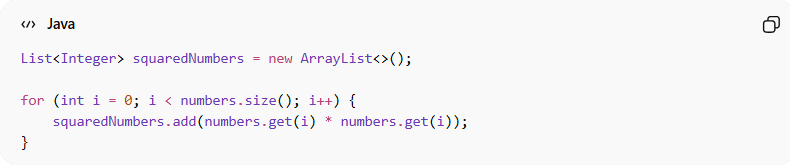 </> Java
List<Integer> squaredNumbers = new ArrayList<>();
for (int i = 0; i < numbers.size(); i++) {
    squaredNumbers.add(numbers.get(i) * numbers.get(i));
}